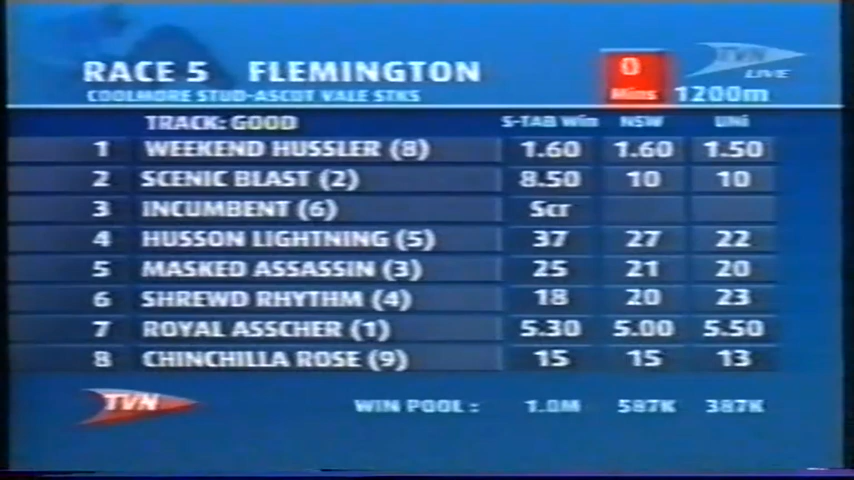 RACE 5 FLEMINGTON 0 TVN
COOLMORE STUD-ASCOT VALE STKS Mins 1200m LIVE
TRACK: GOOD S-TAB Win NSW UNi
1 WEEKEND HUSSLER (8) 1.60 1.60 1.50
2 SCENIC BLAST (2) 8.50 10 10
3 INCUMBENT (6) Scr
4 HUSSON LIGHTNING (5) 37 27 22
5 MASKED ASSASSIN (3) 25 21 20
6 SHREWD RHYTHM (4) 18 20 23
7 ROYAL ASSCHER (1) 5.30 5.00 5.50
8 CHINCHILLA ROSE (9) 15 15 13
TVN WIN POOL : 1.0M 587K 387K